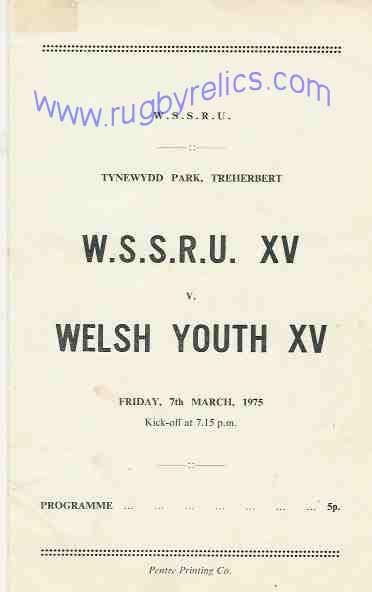 www.rugbyrelics.com
W.S.S.R.U.
TYNEWYDD PARK, TREHERBERT
W.S.S.R.U. XV
v.
WELSH YOUTH XV
FRIDAY, 7th MARCH, 1975
Kick-off at 7.15 p.m.
PROGRAMME ... ... ... ... ... ... ... 5p.
Pentre Printing Co.